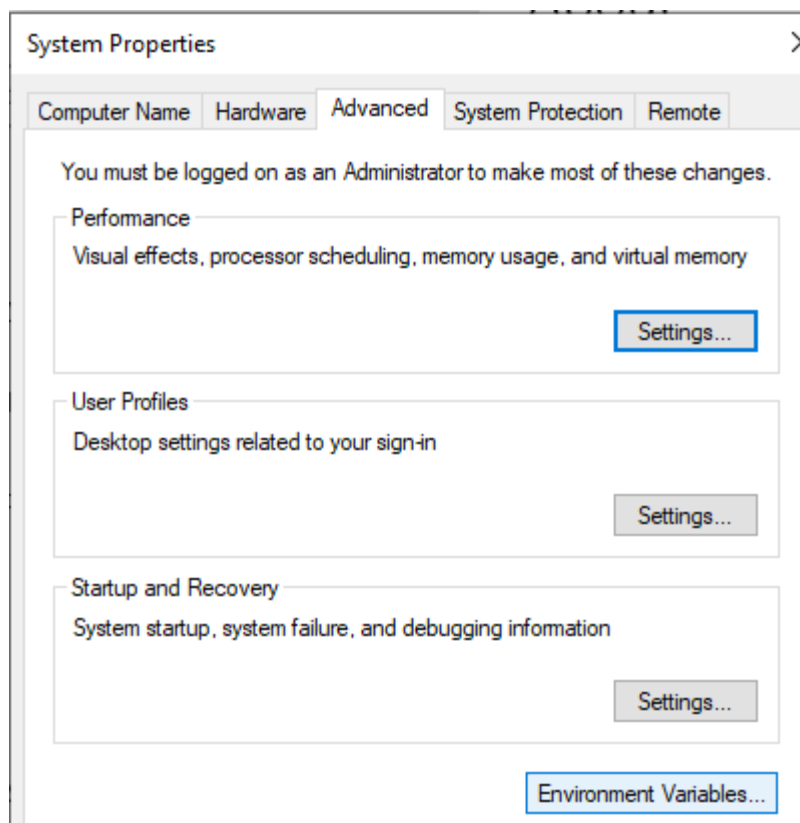 System Properties
Computer Name Hardware Advanced System Protection Remote
You must be logged on as an Administrator to make most of these changes.
Performance
Visual effects, processor scheduling, memory usage, and virtual memory
Settings...
User Profiles
Desktop settings related to your sign-in
Settings...
Startup and Recovery
System startup, system failure, and debugging information
Settings...
Environment Variables...